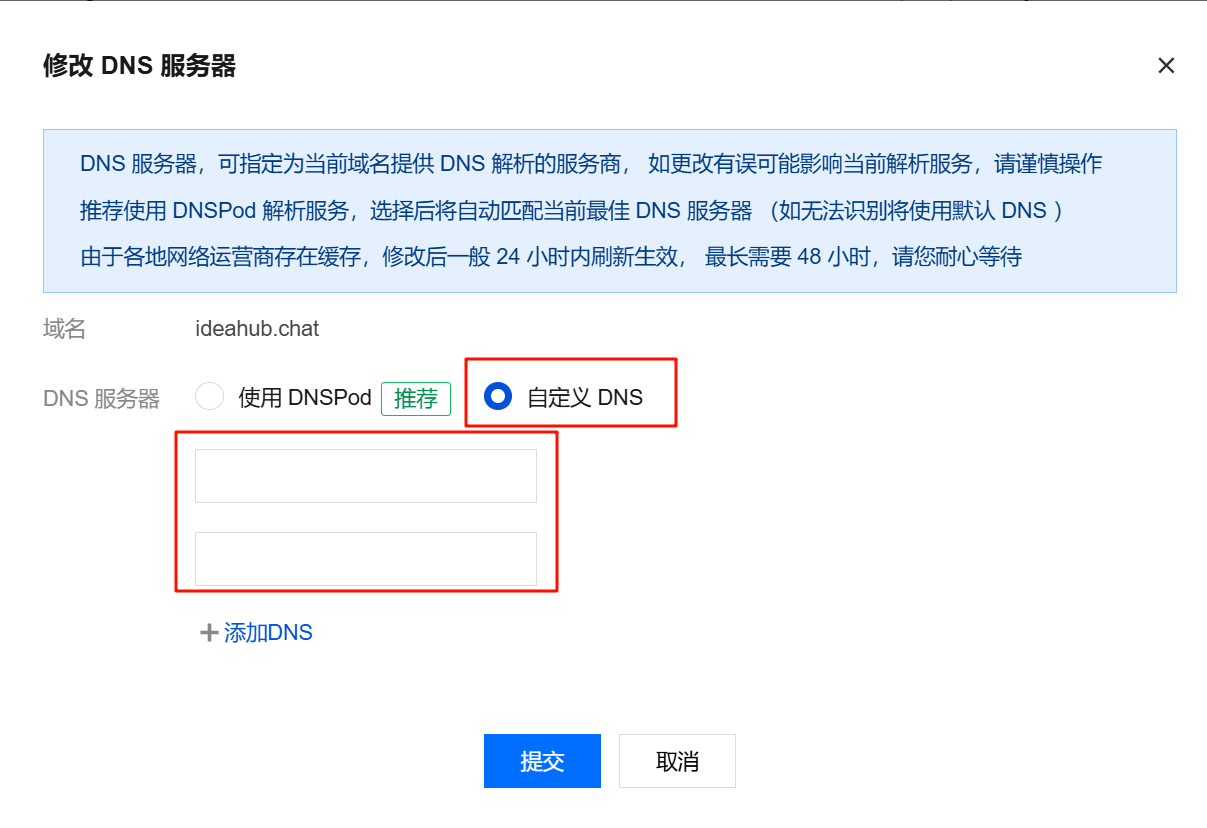 修改 DNS 服务器
DNS 服务器，可指定为当前域名提供 DNS 解析的服务商， 如更改有误可能影响当前解析服务，请谨慎操作
推荐使用 DNSPod 解析服务，选择后将自动匹配当前最佳 DNS 服务器 （如无法识别将使用默认 DNS ）
由于各地网络运营商存在缓存，修改后一般 24 小时内刷新生效， 最长需要 48 小时，请您耐心等待
域名 ideahub.chat
DNS 服务器 使用 DNSPod 推荐 自定义 DNS
添加DNS
提交 取消